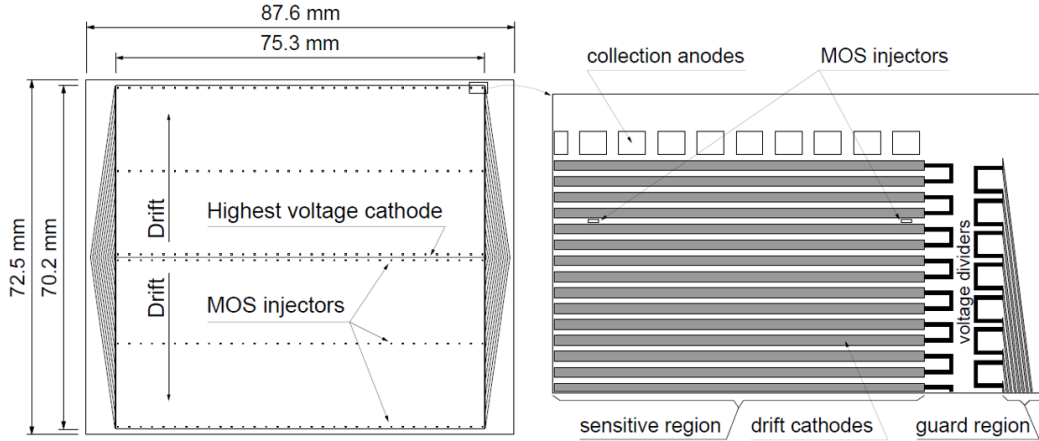 87.6 mm
75.3 mm
72.5 mm
70.2 mm
Drift
Highest voltage cathode
Drift
MOS injectors
collection anodes
MOS injectors
voltage dividers
sensitive region
drift cathodes
guard region